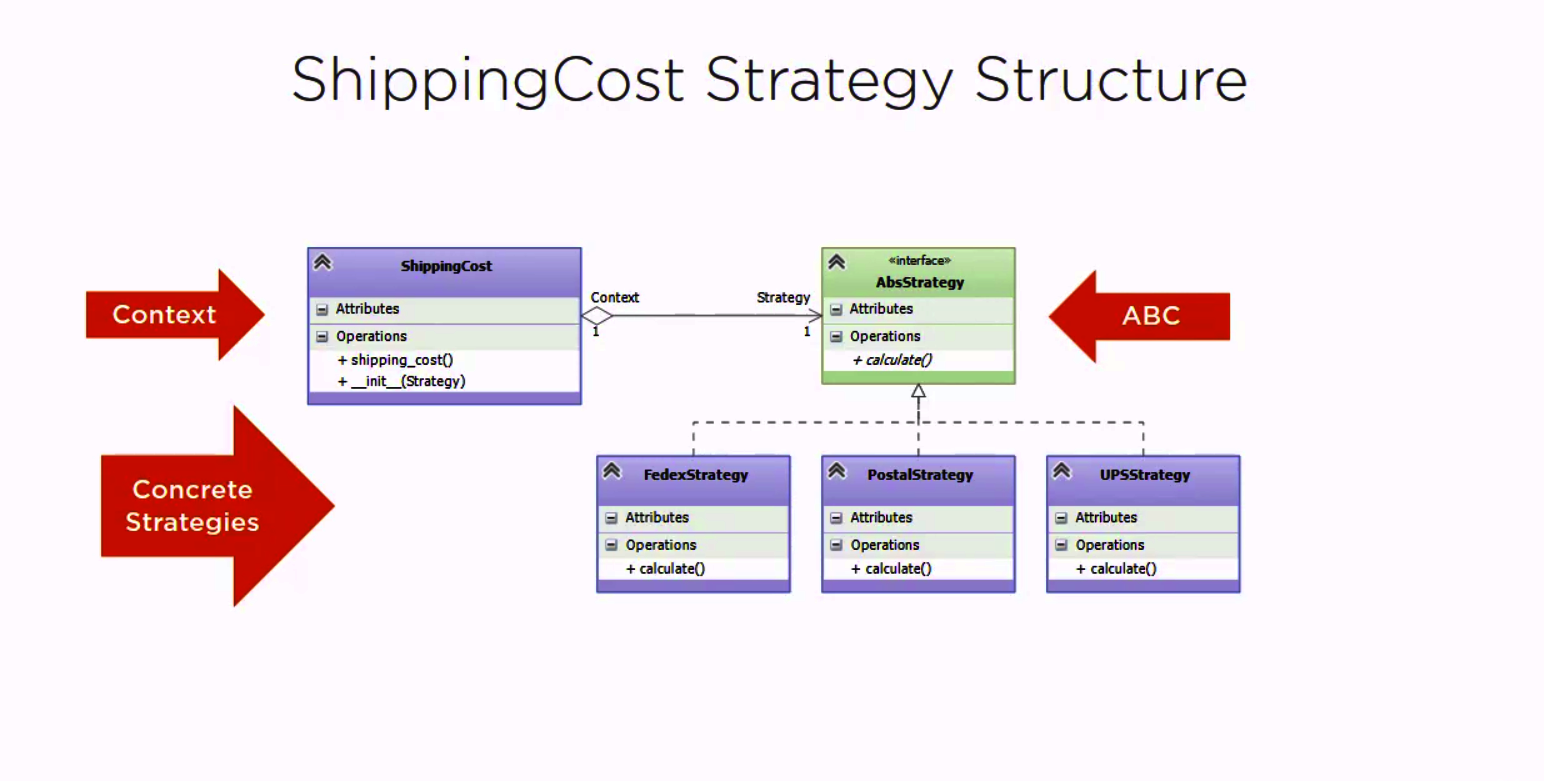 ShippingCost Strategy Structure
Context
ShippingCost
Attributes
Operations
+ shipping_cost()
+ __init__(Strategy)
Context
1
Strategy
1
«interface»
AbsStrategy
Attributes
Operations
+ calculate()
ABC
Concrete
Strategies
FedexStrategy
Attributes
Operations
+ calculate()
PostalStrategy
Attributes
Operations
+ calculate()
UPSStrategy
Attributes
Operations
+ calculate()